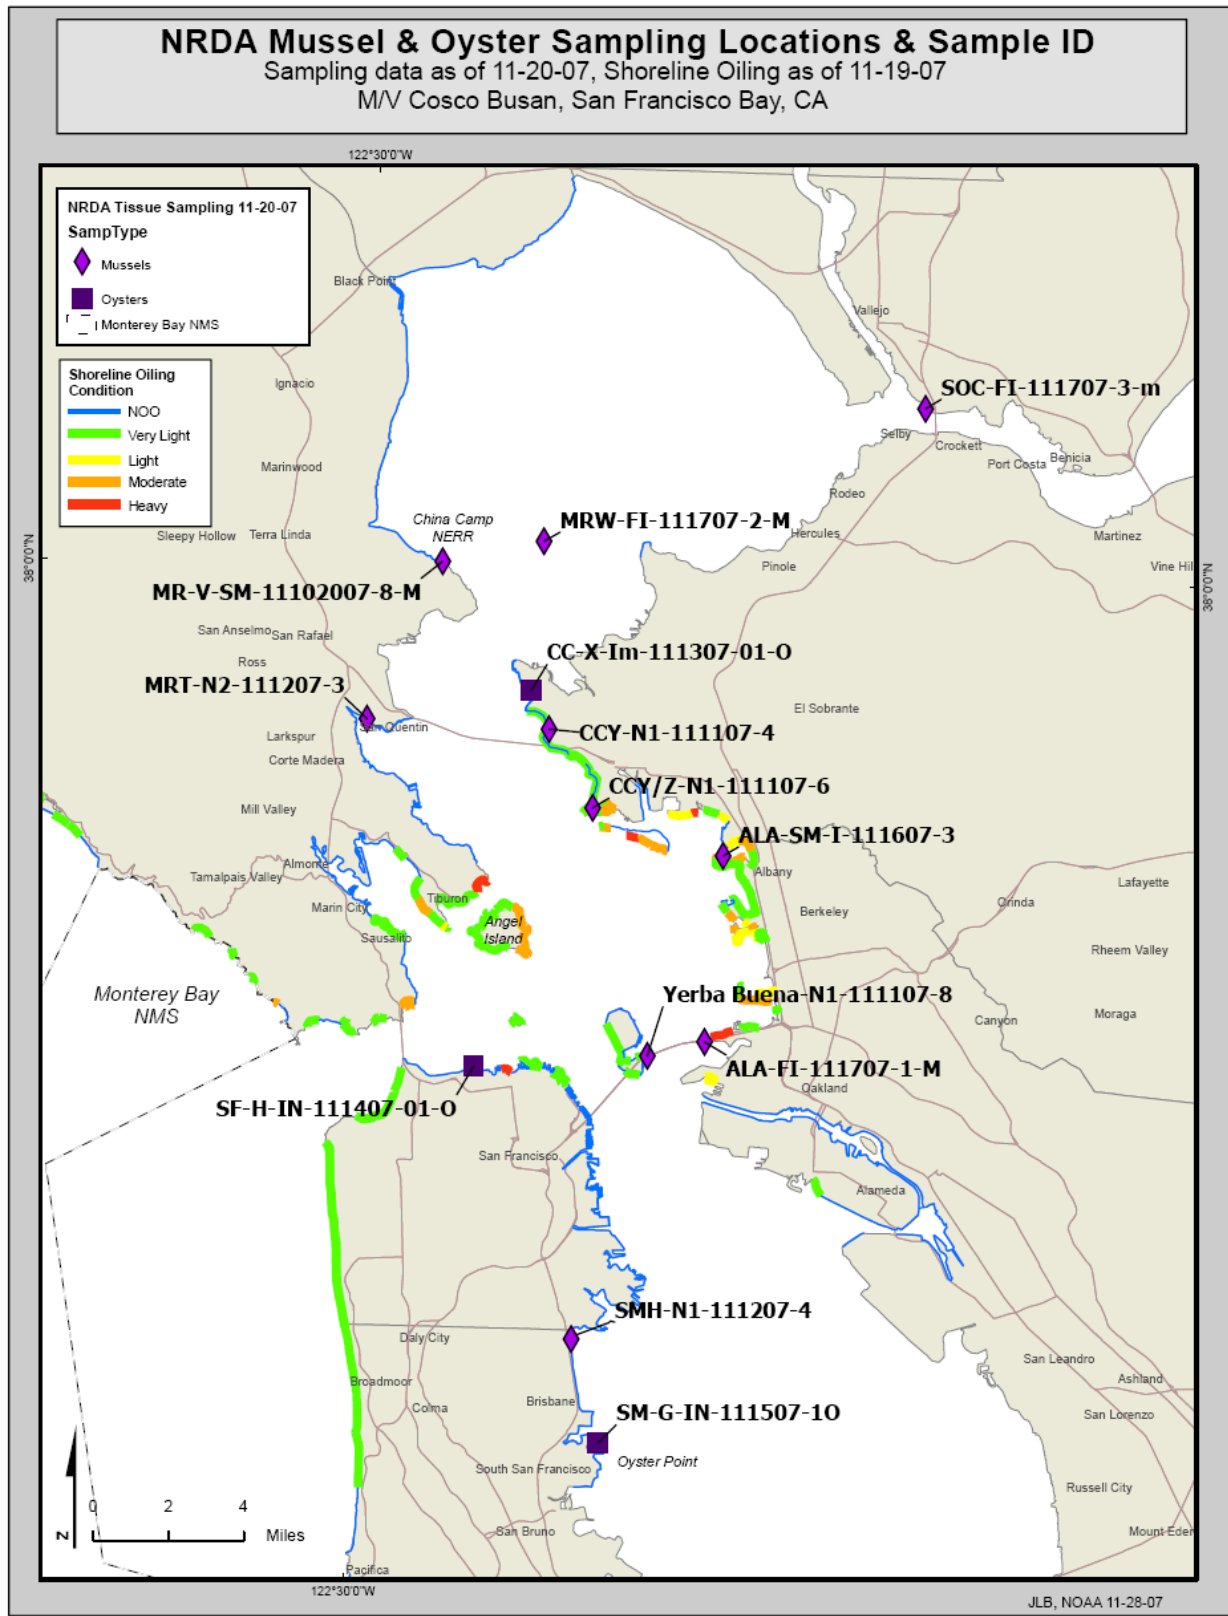 NRDA Mussel & Oyster Sampling Locations & Sample ID
Sampling data as of 11-20-07, Shoreline Oiling as of 11-19-07
M/V Cosco Busan, San Francisco Bay, CA
122°30'0"W
NRDA Tissue Sampling 11-20-07
SampType
Mussels
Oysters
Monterey Bay NMS
Shoreline Oiling
Condition
NOO
Very Light
Light
Moderate
Heavy
Black Point
Vallejo
Ignacio
SOC-FI-111707-3-m
Selby
Crockett
Benicia
Port Costa
Marinwood
Rodeo
China Camp
NERR
MRW-FI-111707-2-M
Sleepy Hollow
Terra Linda
Hercules
Martinez
38°0'0"N
38°0'0"N
Pinole
Vine Hil
MR-V-SM-11102007-8-M
San Anselmo
San Rafael
Ross
CC-X-Im-111307-01-O
MRT-N2-111207-3
El Sobrante
San Quentin
Larkspur
CCY-N1-111107-4
Corte Madera
CCY/Z-N1-111107-6
Mill Valley
ALA-SM-I-111607-3
Almonte
Albany
Tamalpais Valley
Lafayette
Tiburon
Orinda
Marin City
Berkeley
Angel
Island
Sausalito
Rheem Valley
Monterey Bay
NMS
Yerba Buena-N1-111107-8
Moraga
Canyon
ALA-FI-111707-1-M
Oakland
SF-H-IN-111407-01-O
San Francisco
Alameda
SMH-N1-111207-4
Daly City
San Leandro
Broadmoor
Ashland
Colma
Brisbane
SM-G-IN-111507-1O
San Lorenzo
Oyster Point
South San Francisco
Russell City
0 2 4
Miles
N
San Bruno
Mount Eden
Pacifica
122°30'0"W
JLB, NOAA 11-28-07